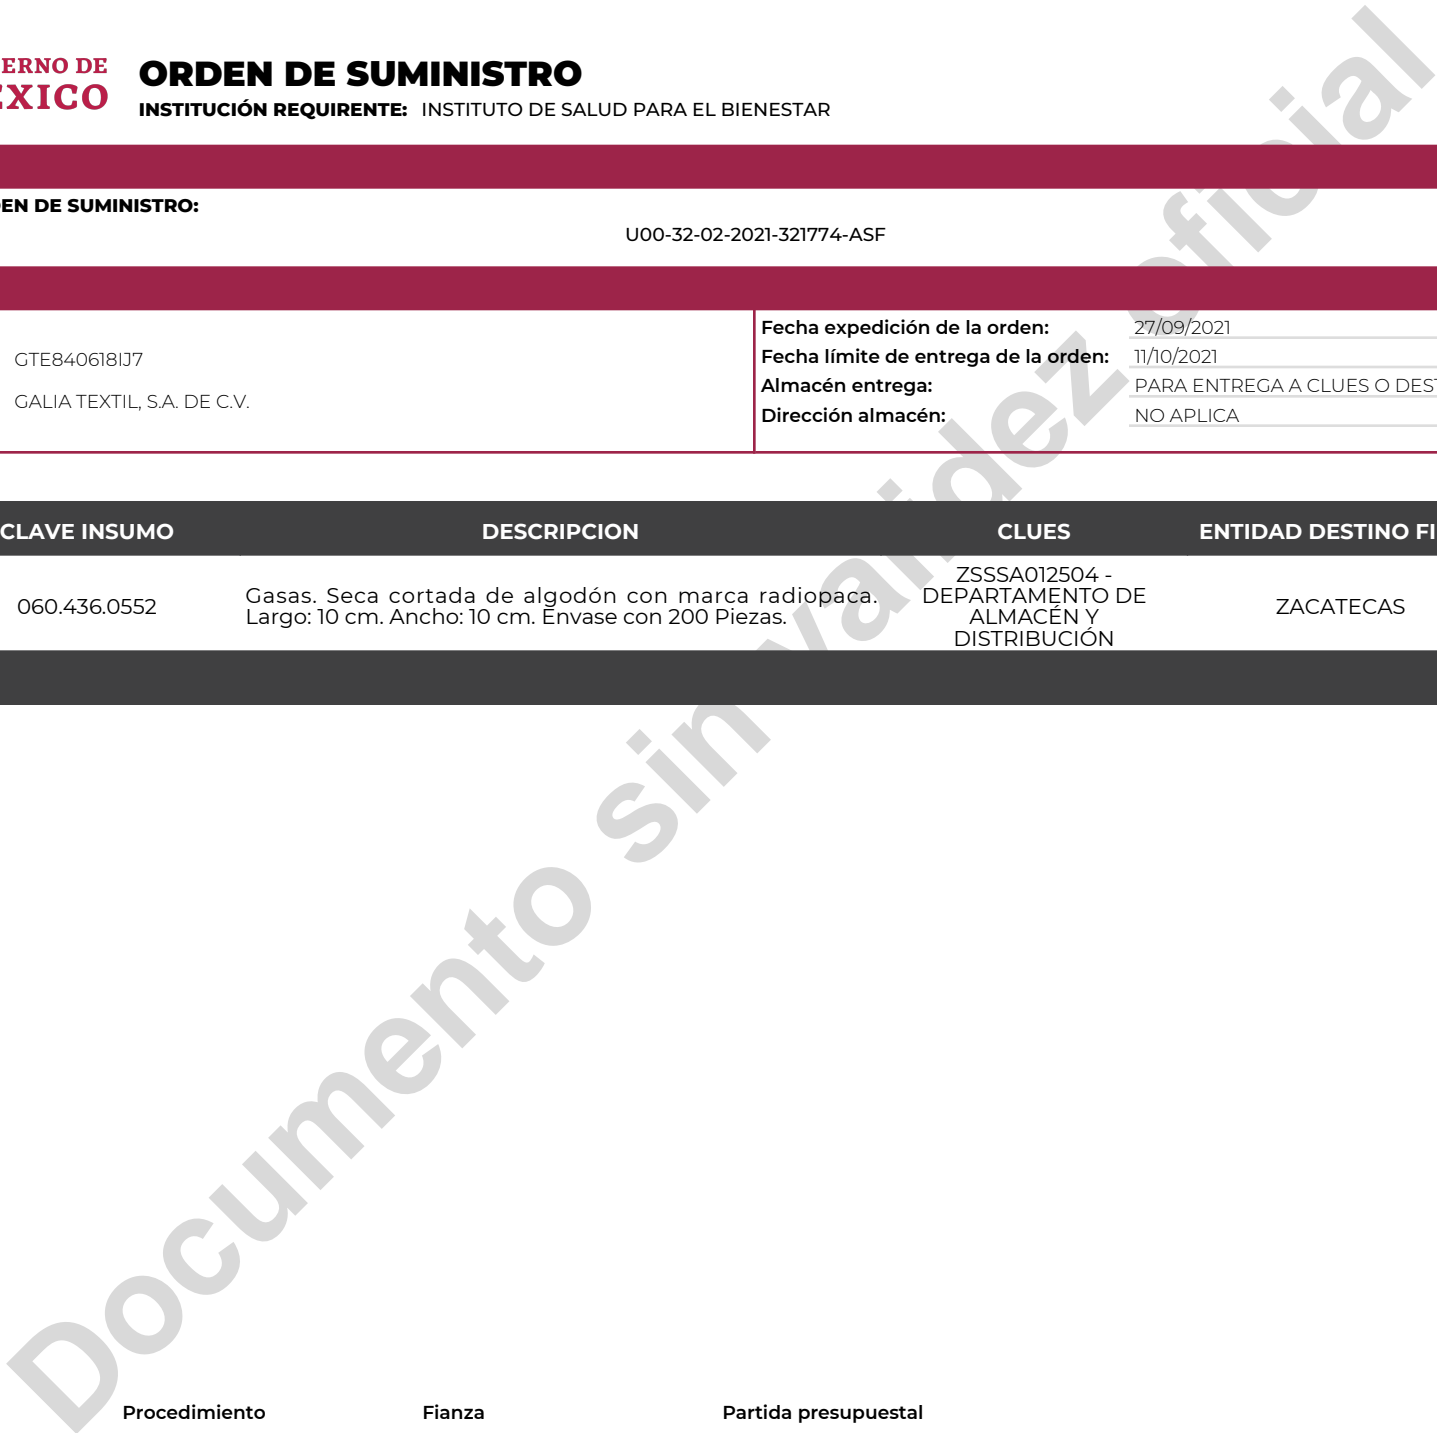 ERNO DE
EXICO
ORDEN DE SUMINISTRO
INSTITUCIÓN REQUIRENTE: INSTITUTO DE SALUD PARA EL BIENESTAR
EN DE SUMINISTRO:
U00-32-02-2021-321774-ASF
GTE840618IJ7
GALIA TEXTIL, S.A. DE C.V.
Fecha expedición de la orden: 27/09/2021
Fecha límite de entrega de la orden: 11/10/2021
Almacén entrega: PARA ENTREGA A CLUES O DEST
Dirección almacén: NO APLICA
CLAVE INSUMO DESCRIPCION CLUES ENTIDAD DESTINO FI
060.436.0552
Gasas. Seca cortada de algodón con marca radiopaca.
Largo: 10 cm. Ancho: 10 cm. Envase con 200 Piezas.
ZSSSA012504 -
DEPARTAMENTO DE
ALMACÉN Y
DISTRIBUCIÓN
ZACATECAS
Documento sin validez oficial
Procedimiento Fianza Partida presupuestal